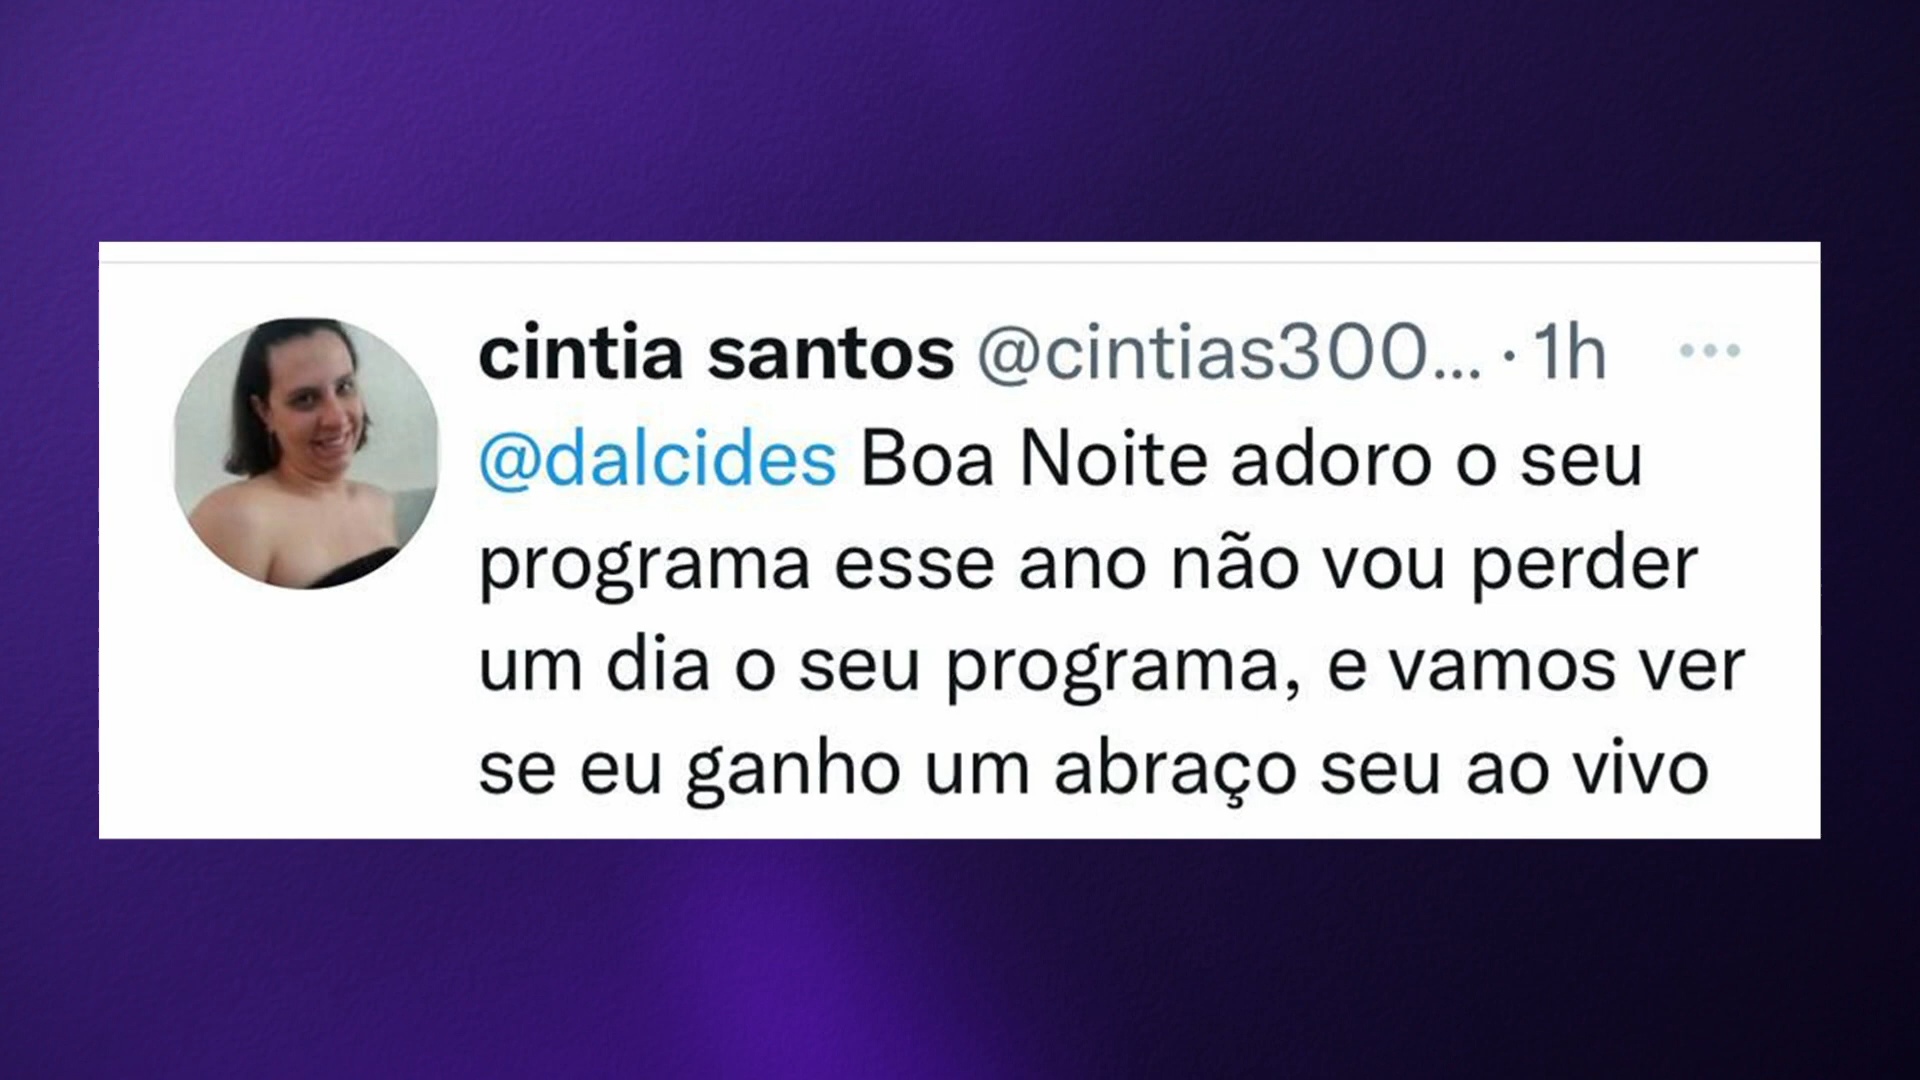 cintia santos @cintias300... · 1h
@dalcides Boa Noite adoro o seu
programa esse ano não vou perder
um dia o seu programa, e vamos ver
se eu ganho um abraço seu ao vivo